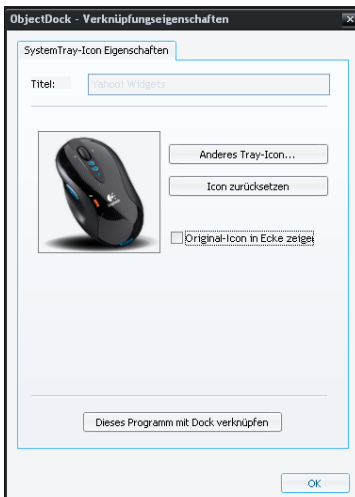 ObjectDock - Verknüpfungseigenschaften
SystemTray-Icon Eigenschaften
Titel: Yahoo! Widgets
Anderes Tray-Icon...
Icon zurücksetzen
Original-Icon in Ecke zeigen
Dieses Programm mit Dock verknüpfen
OK